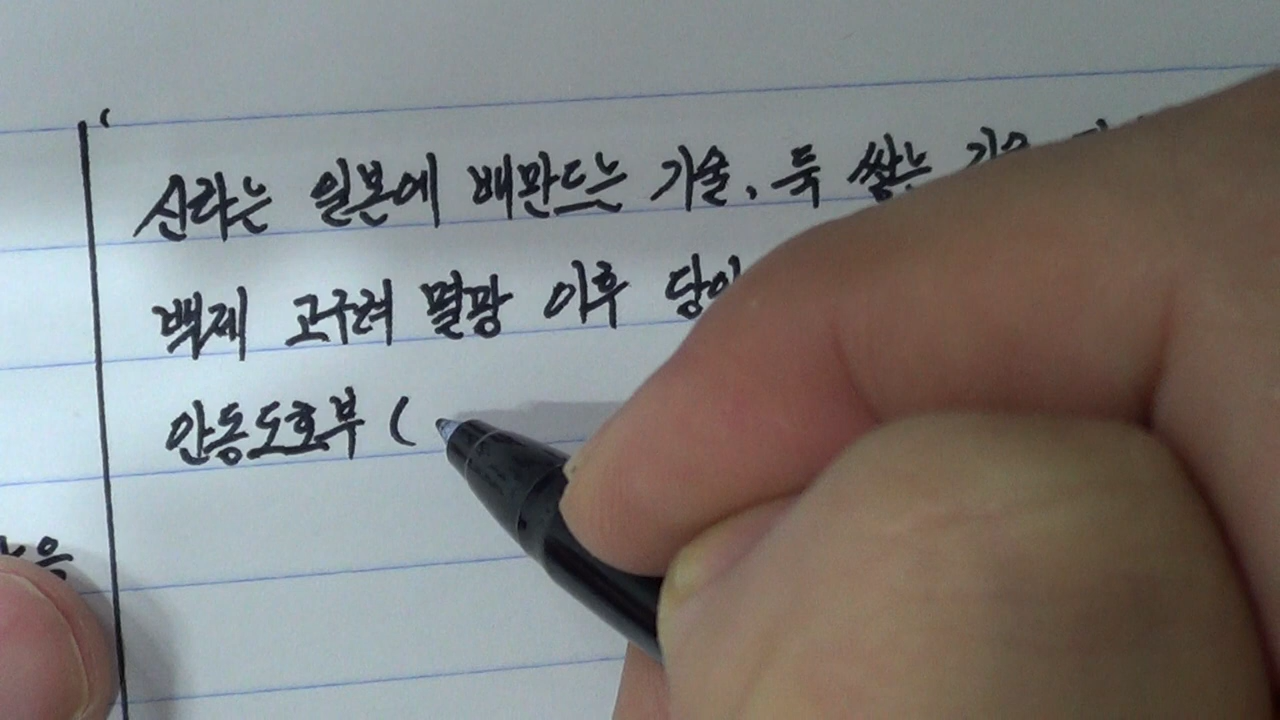 신라는 일본에 배만드는 기술, 둑 쌓는
백제 고구려 멸망 이후
안동도호부 (